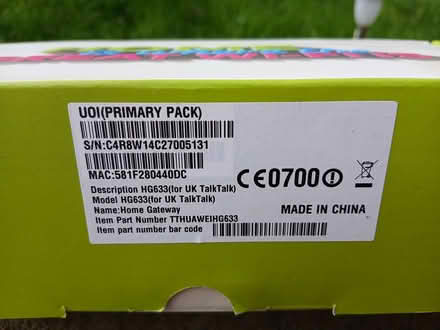 UOI(PRIMARY PACK)
S/N:C4R8W14C27005131
MAC:581F280440DC
CE0700
Description HG633(for UK TalkTalk)
Model HG633(for UK TalkTalk)
Name:Home Gateway
MADE IN CHINA
Item Part Number TTHUAWEIHG633
Item part number bar code